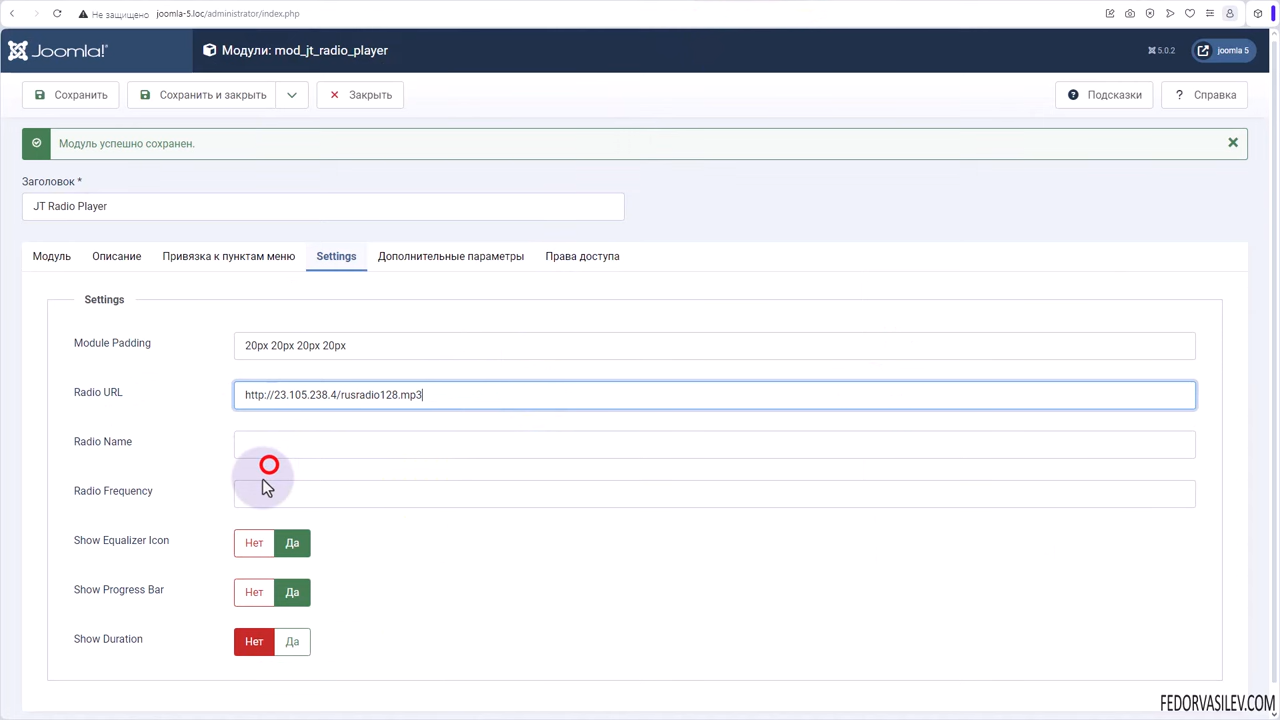 Не защищено joomla-5.loc/administrator/index.php
Joomla! Модули: mod_jt_radio_player 5.0.2 joomla 5
Сохранить Сохранить и закрыть Закрыть Подсказки Справка
Модуль успешно сохранен.
Заголовок *
JT Radio Player
Модуль Описание Привязка к пунктам меню Settings Дополнительные параметры Права доступа
Settings
Module Padding 20px 20px 20px 20px
Radio URL http://23.105.238.4/rusradio128.mp3
Radio Name
Radio Frequency
Show Equalizer Icon Нет Да
Show Progress Bar Нет Да
Show Duration Нет Да
FEDORVASILEV.COM